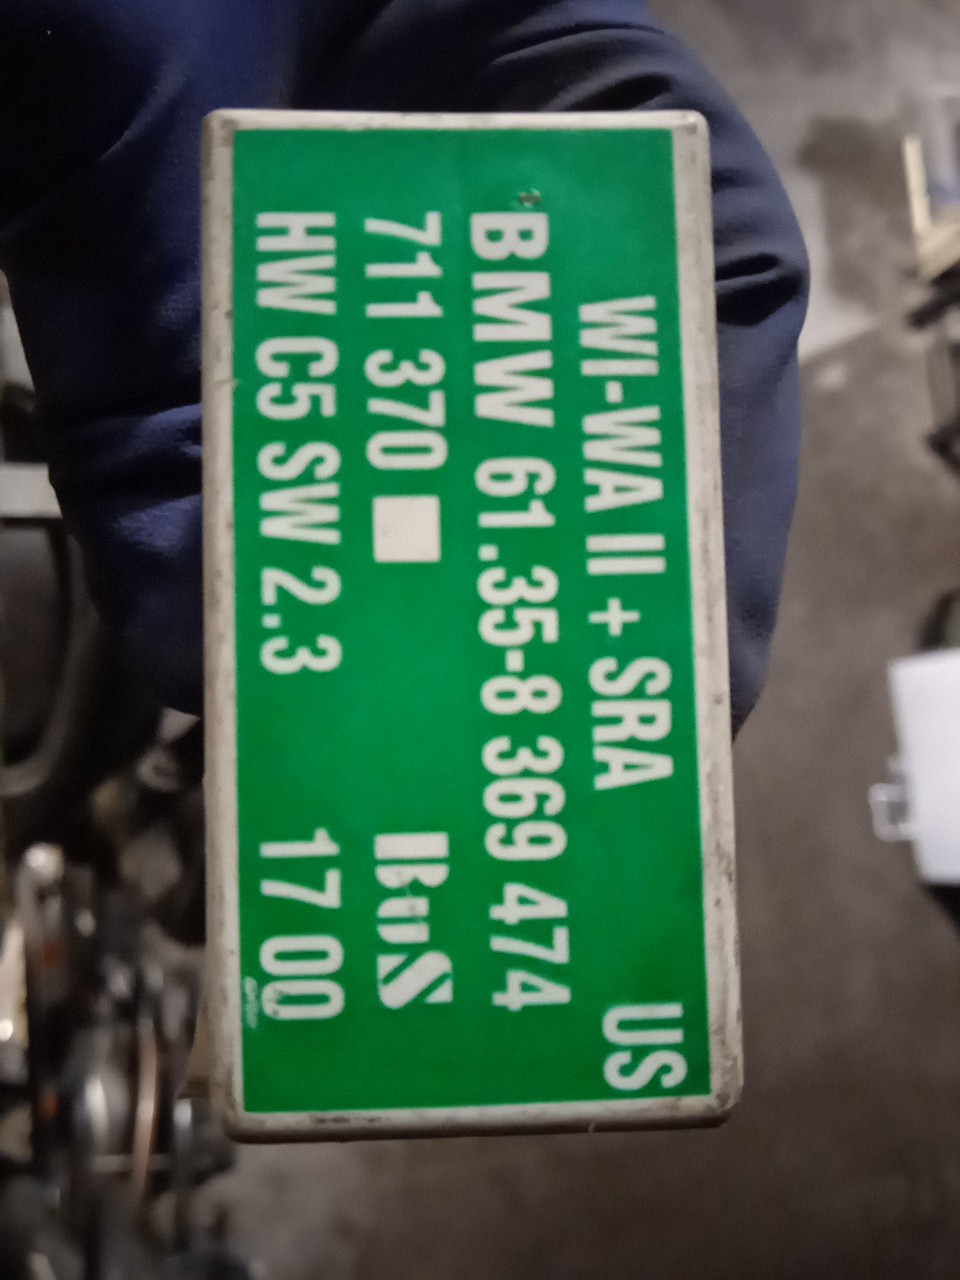 WI-WA II + SRA US
BMW 61.35-8 369 474
711 370 BIIS
HW C5 SW 2.3 17 00